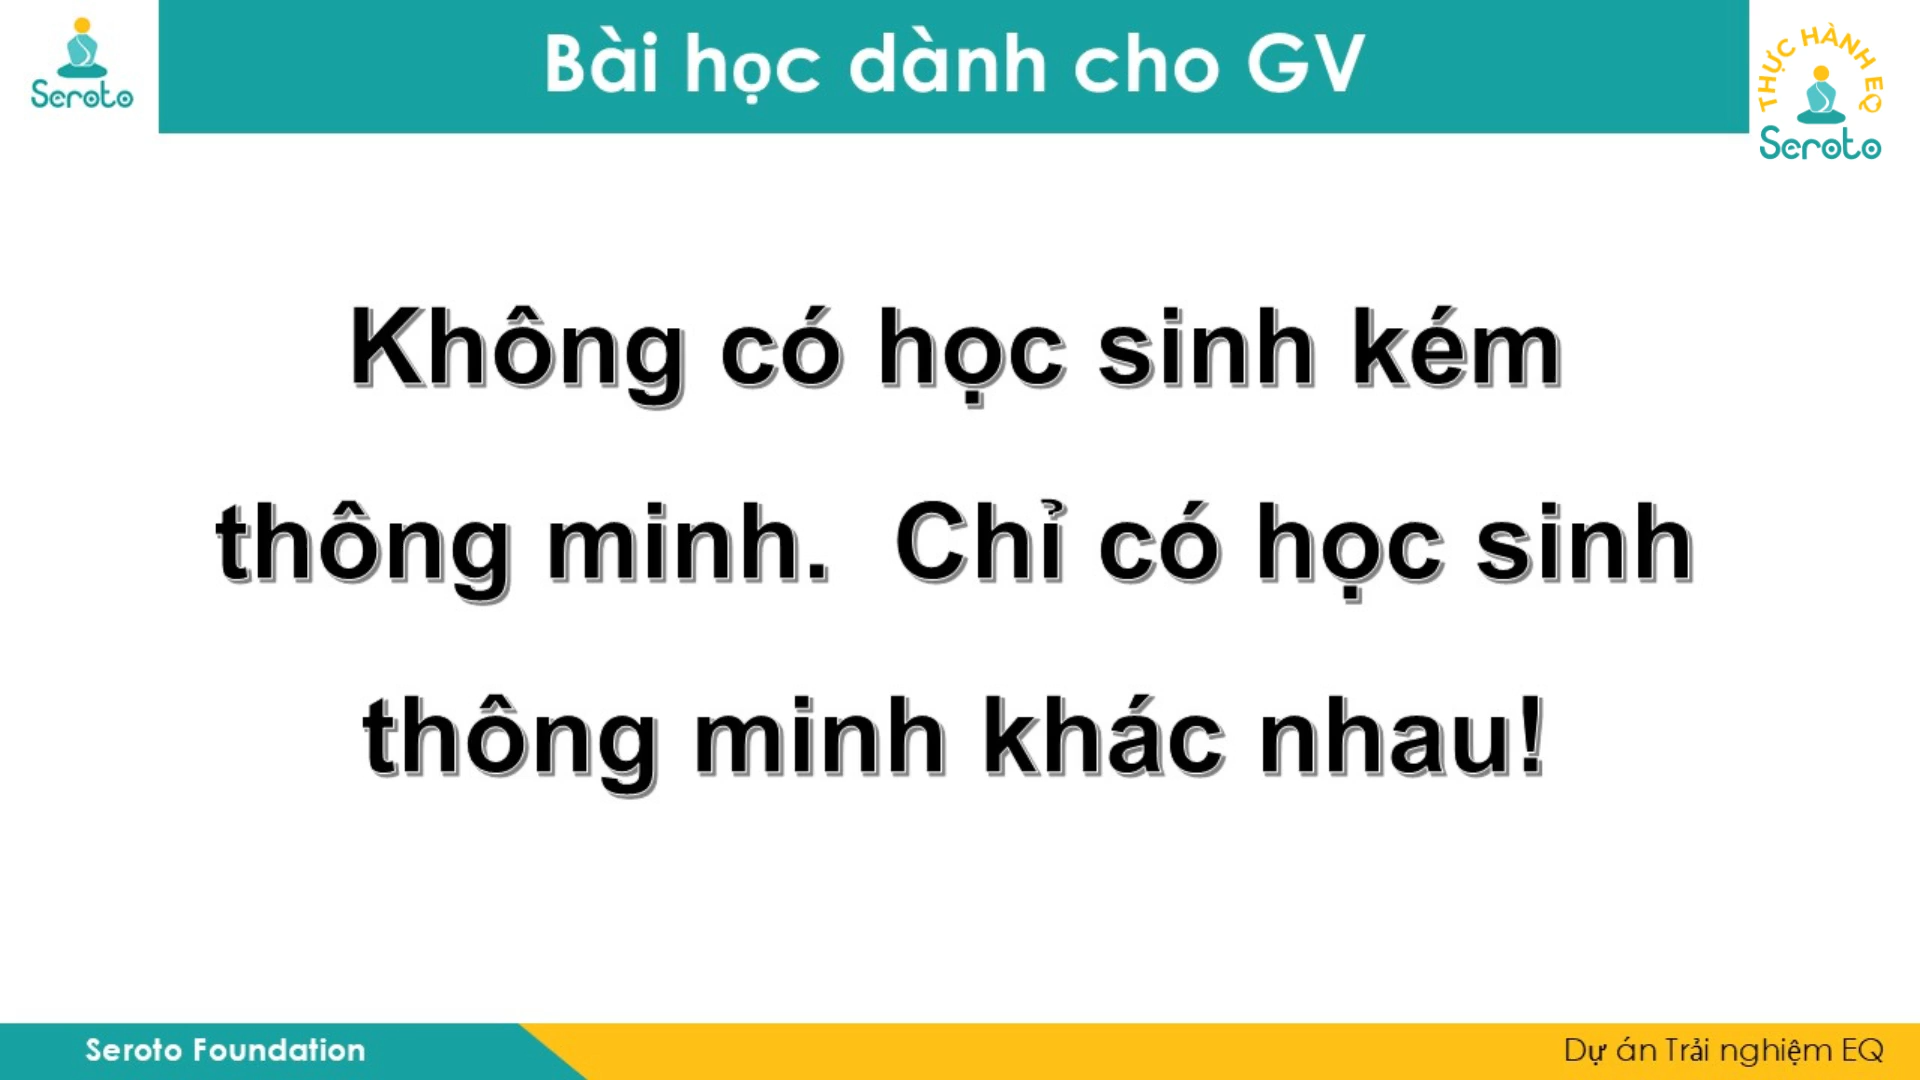 Seroto
Bài học dành cho GV
THỰC HÀNH EQ
Seroto
Không có học sinh kém
thông minh. Chỉ có học sinh
thông minh khác nhau!
Seroto Foundation
Dự án Trải nghiệm EQ